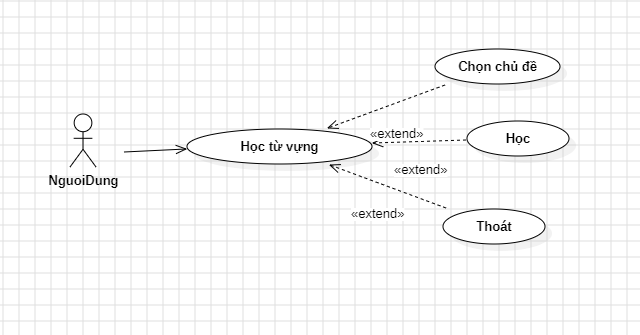 Chọn chủ đề
«extend»
Học
Học từ vựng
«extend»
NguoiDung
«extend»
Thoát